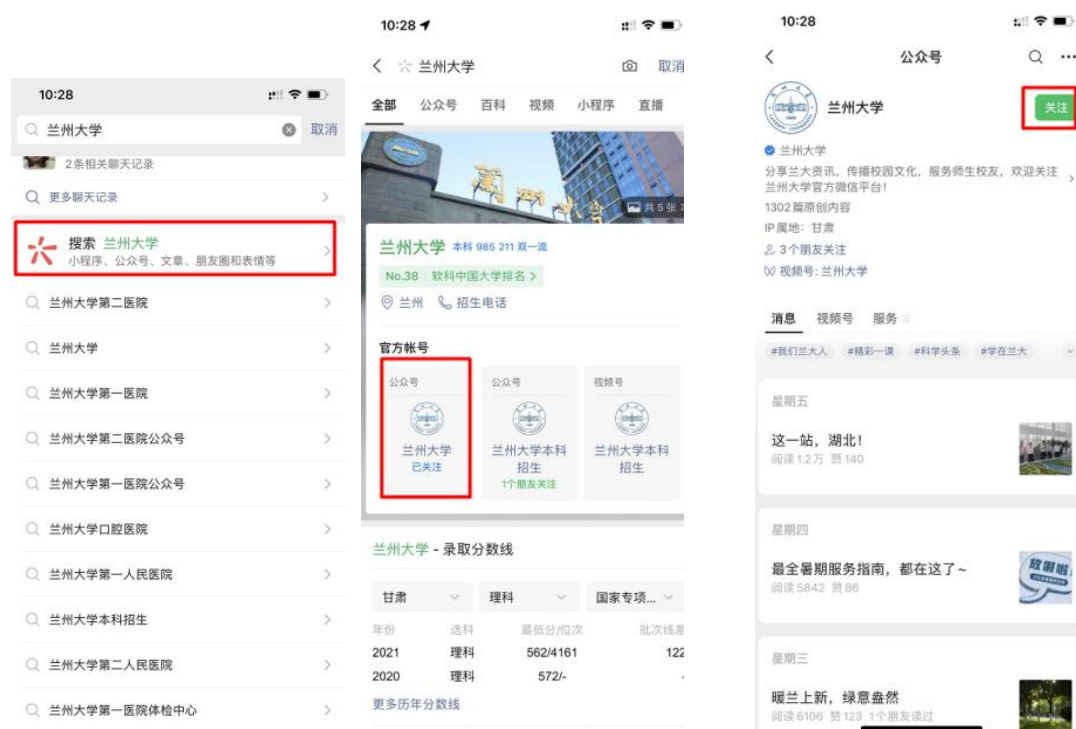 10:28
兰州大学
取消
2条相关聊天记录
更多聊天记录
搜索 兰州大学
小程序、公众号、文章、朋友圈和表情等
兰州大学第二医院
兰州大学
兰州大学第一医院
兰州大学第二医院公众号
兰州大学第一医院公众号
兰州大学口腔医院
兰州大学第一人民医院
兰州大学本科招生
兰州大学第二人民医院
兰州大学第一医院体检中心
10:28
兰州大学
取消
全部 公众号 百科 视频 小程序 直播
共 5 张
兰州大学 本科 985 211 双一流
No.38 软科中国大学排名
兰州 招生电话
官方帐号
公众号
兰州大学
已关注
公众号
兰州大学本科
招生
1个朋友关注
视频号
兰州大学本科
招生
兰州大学 - 录取分数线
甘肃 理科 国家专项...
年份 选科 最低分/位次 批次线差
2021 理科 562/4161 122
2020 理科 572/-
更多历年分数线
10:28
公众号
兰州大学
关注
兰州大学
分享兰大资讯，传播校园文化，服务师生校友，欢迎关注
兰州大学官方微信平台！
1302篇原创内容
IP属地：甘肃
3个朋友关注
视频号: 兰州大学
消息 视频号 服务
#我们兰大人 #精彩一课 #科学头条 #学在兰大
星期五
这一站，湖北！
阅读 1.2万 赞 140
星期四
最全暑期服务指南，都在这了~
阅读 5842 赞 86
放假啦
星期三
暖兰上新，绿意盎然
阅读 6106 赞 123 1个朋友读过